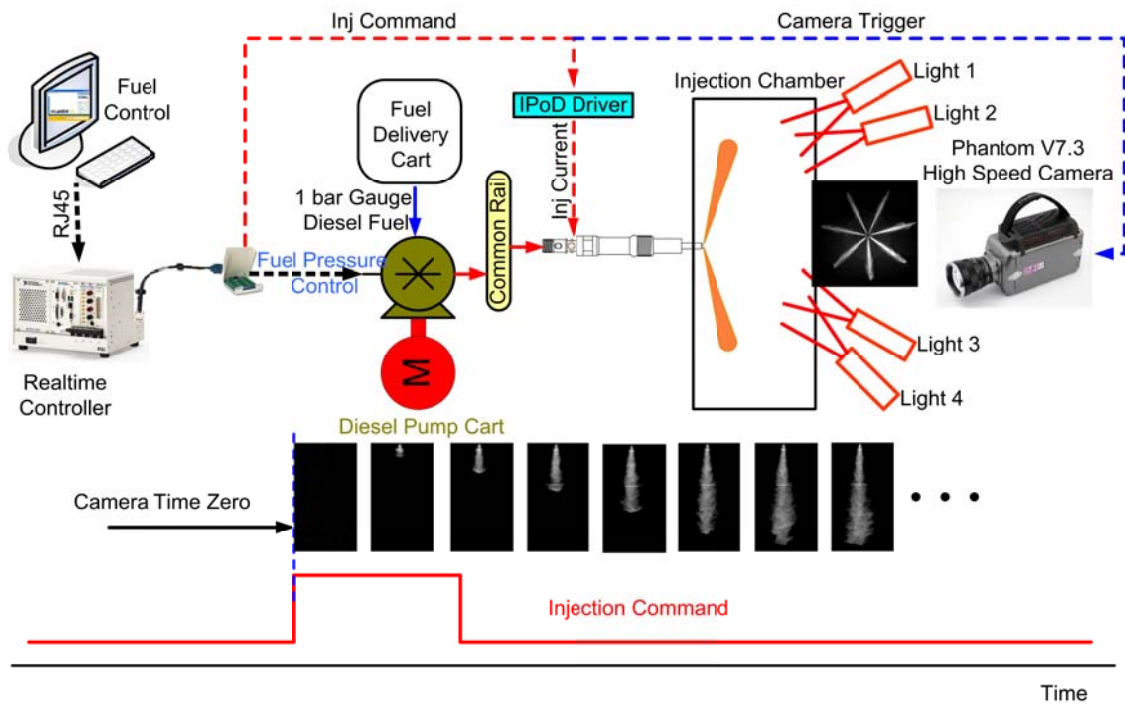 Inj Command
Camera Trigger
Fuel
Control
RJ45
Realtime
Controller
Fuel
Delivery
Cart
1 bar Gauge
Diesel Fuel
Fuel Pressure
Control
M
Diesel Pump Cart
Common Rail
IPoD Driver
Inj Current
Injection Chamber
Light 1
Light 2
Phantom V7.3
High Speed Camera
Light 3
Light 4
Camera Time Zero
Injection Command
Time